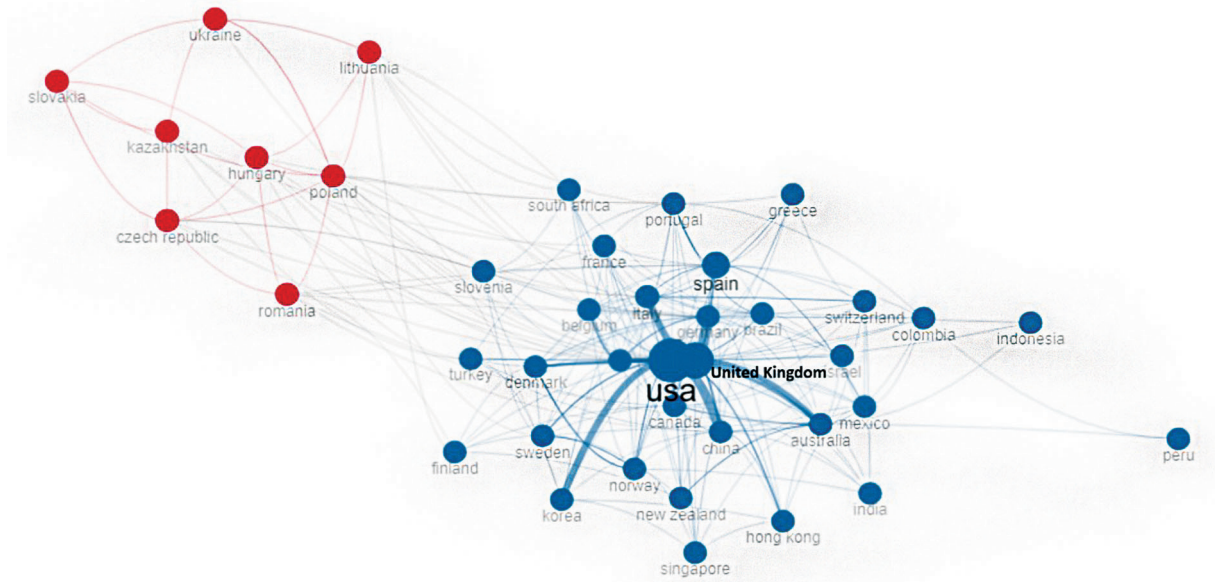 ukraine
lithuania
slovakia
kazakhstan
hungary
poland
czech republic
romania
south africa
portugal
greece
france
slovenia
spain
italy
belgium
germany
brazil
switzerland
colombia
indonesia
turkey
denmark
United Kingdom
israel
usa
canada
mexico
australia
china
sweden
finland
peru
norway
korea
new zealand
india
hong kong
singapore